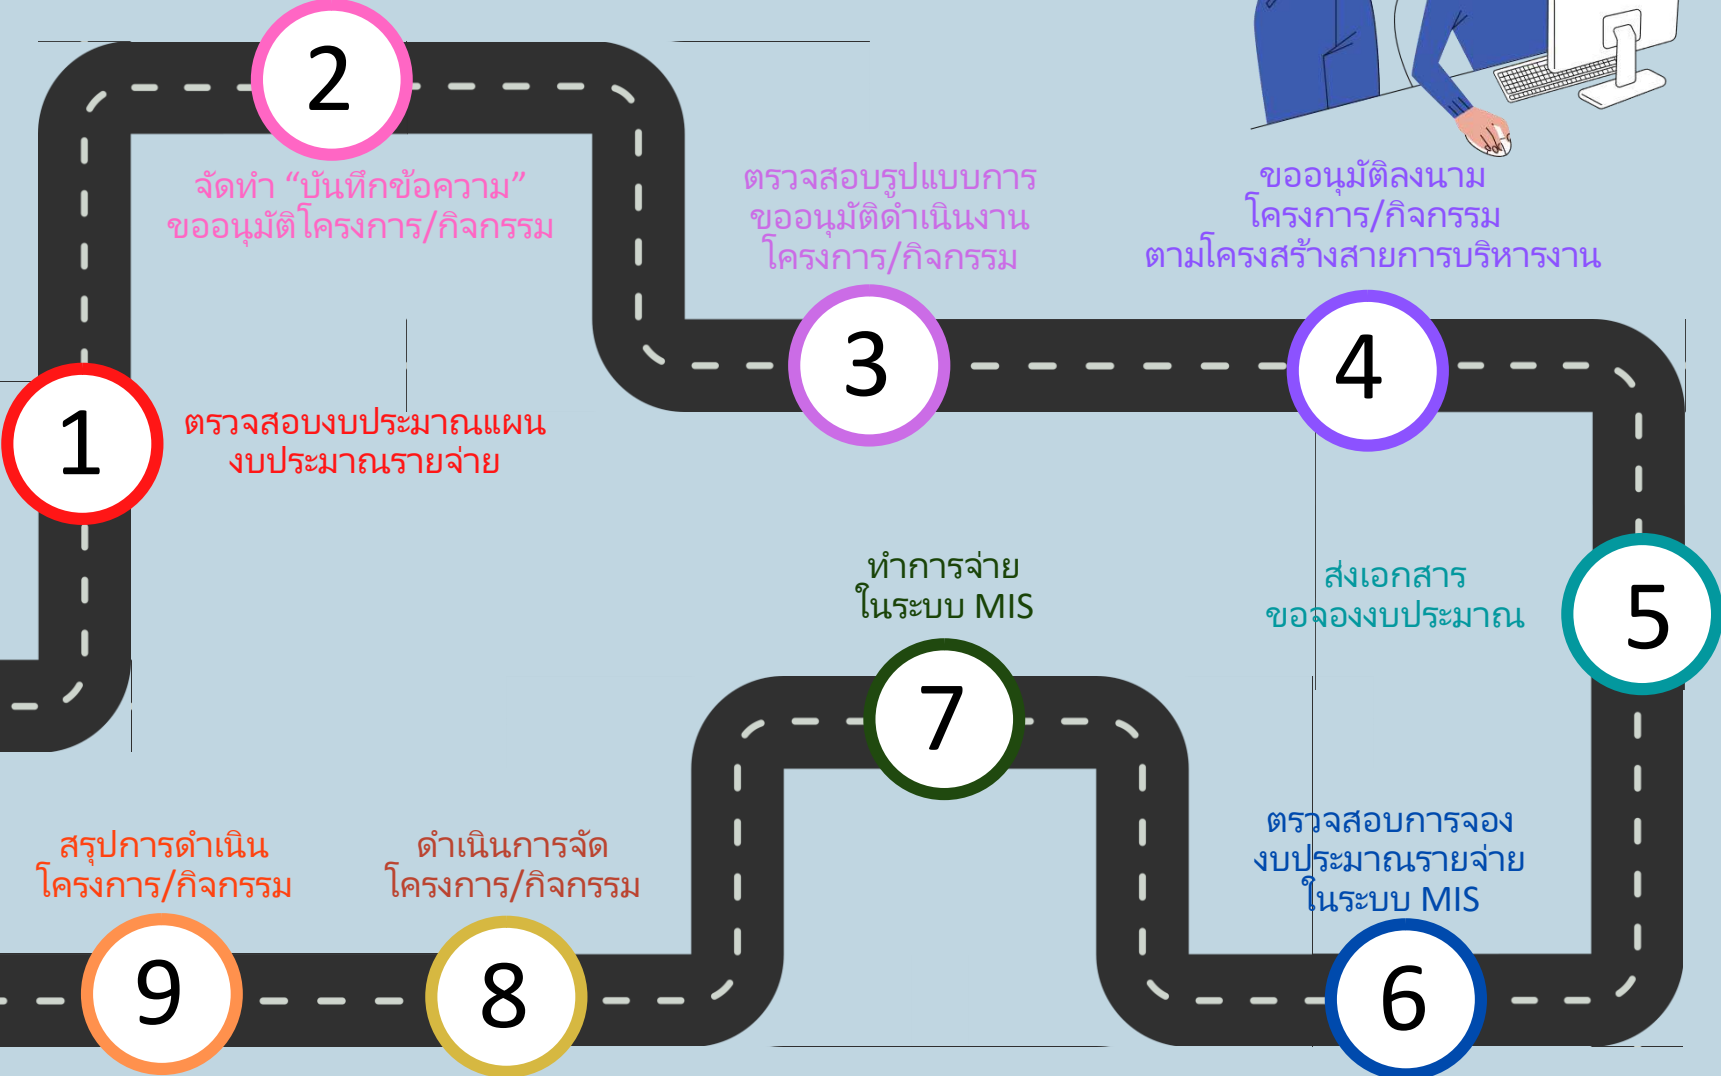 1
ตรวจสอบงบประมาณแผน
งบประมาณรายจ่าย
2
จัดทำ “บันทึกข้อความ”
ขออนุมัติโครงการ/กิจกรรม
ตรวจสอบรูปแบบการ
ขออนุมัติดำเนินงาน
โครงการ/กิจกรรม
3
ขออนุมัติลงนาม
โครงการ/กิจกรรม
ตามโครงสร้างสายการบริหารงาน
4
ส่งเอกสาร
ขอจองงบประมาณ
5
ตรวจสอบการจอง
งบประมาณรายจ่าย
ในระบบ MIS
6
ทำการจ่าย
ในระบบ MIS
7
ดำเนินการจัด
โครงการ/กิจกรรม
8
สรุปการดำเนิน
โครงการ/กิจกรรม
9